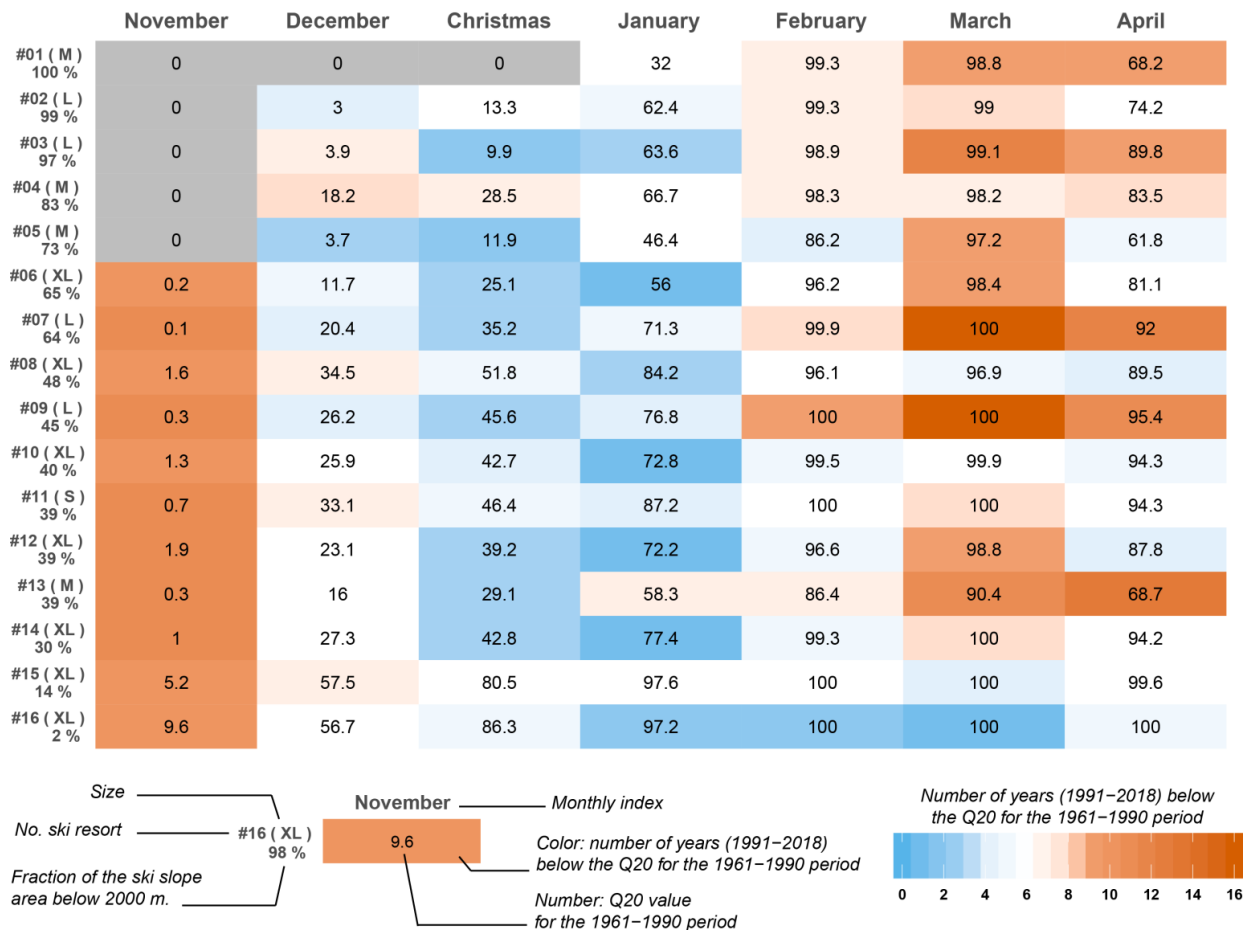 November December Christmas January February March April
#01 ( M )
100 %
0 0 0 32 99.3 98.8 68.2
#02 ( L )
99 %
0 3 13.3 62.4 99.3 99 74.2
#03 ( L )
97 %
0 3.9 9.9 63.6 98.9 99.1 89.8
#04 ( M )
83 %
0 18.2 28.5 66.7 98.3 98.2 83.5
#05 ( M )
73 %
0 3.7 11.9 46.4 86.2 97.2 61.8
#06 ( XL )
65 %
0.2 11.7 25.1 56 96.2 98.4 81.1
#07 ( L )
64 %
0.1 20.4 35.2 71.3 99.9 100 92
#08 ( XL )
48 %
1.6 34.5 51.8 84.2 96.1 96.9 89.5
#09 ( L )
45 %
0.3 26.2 45.6 76.8 100 100 95.4
#10 ( XL )
40 %
1.3 25.9 42.7 72.8 99.5 99.9 94.3
#11 ( S )
39 %
0.7 33.1 46.4 87.2 100 100 94.3
#12 ( XL )
39 %
1.9 23.1 39.2 72.2 96.6 98.8 87.8
#13 ( M )
39 %
0.3 16 29.1 58.3 86.4 90.4 68.7
#14 ( XL )
30 %
1 27.3 42.8 77.4 99.3 100 94.2
#15 ( XL )
14 %
5.2 57.5 80.5 97.6 100 100 99.6
#16 ( XL )
2 %
9.6 56.7 86.3 97.2 100 100 100
Size
No. ski resort
Fraction of the ski slope
area below 2000 m.
#16 ( XL )
98 %
November
9.6
Monthly index
Color: number of years (1991−2018)
below the Q20 for the 1961−1990 period
Number: Q20 value
for the 1961−1990 period
Number of years (1991−2018) below
the Q20 for the 1961−1990 period
0 2 4 6 8 10 12 14 16